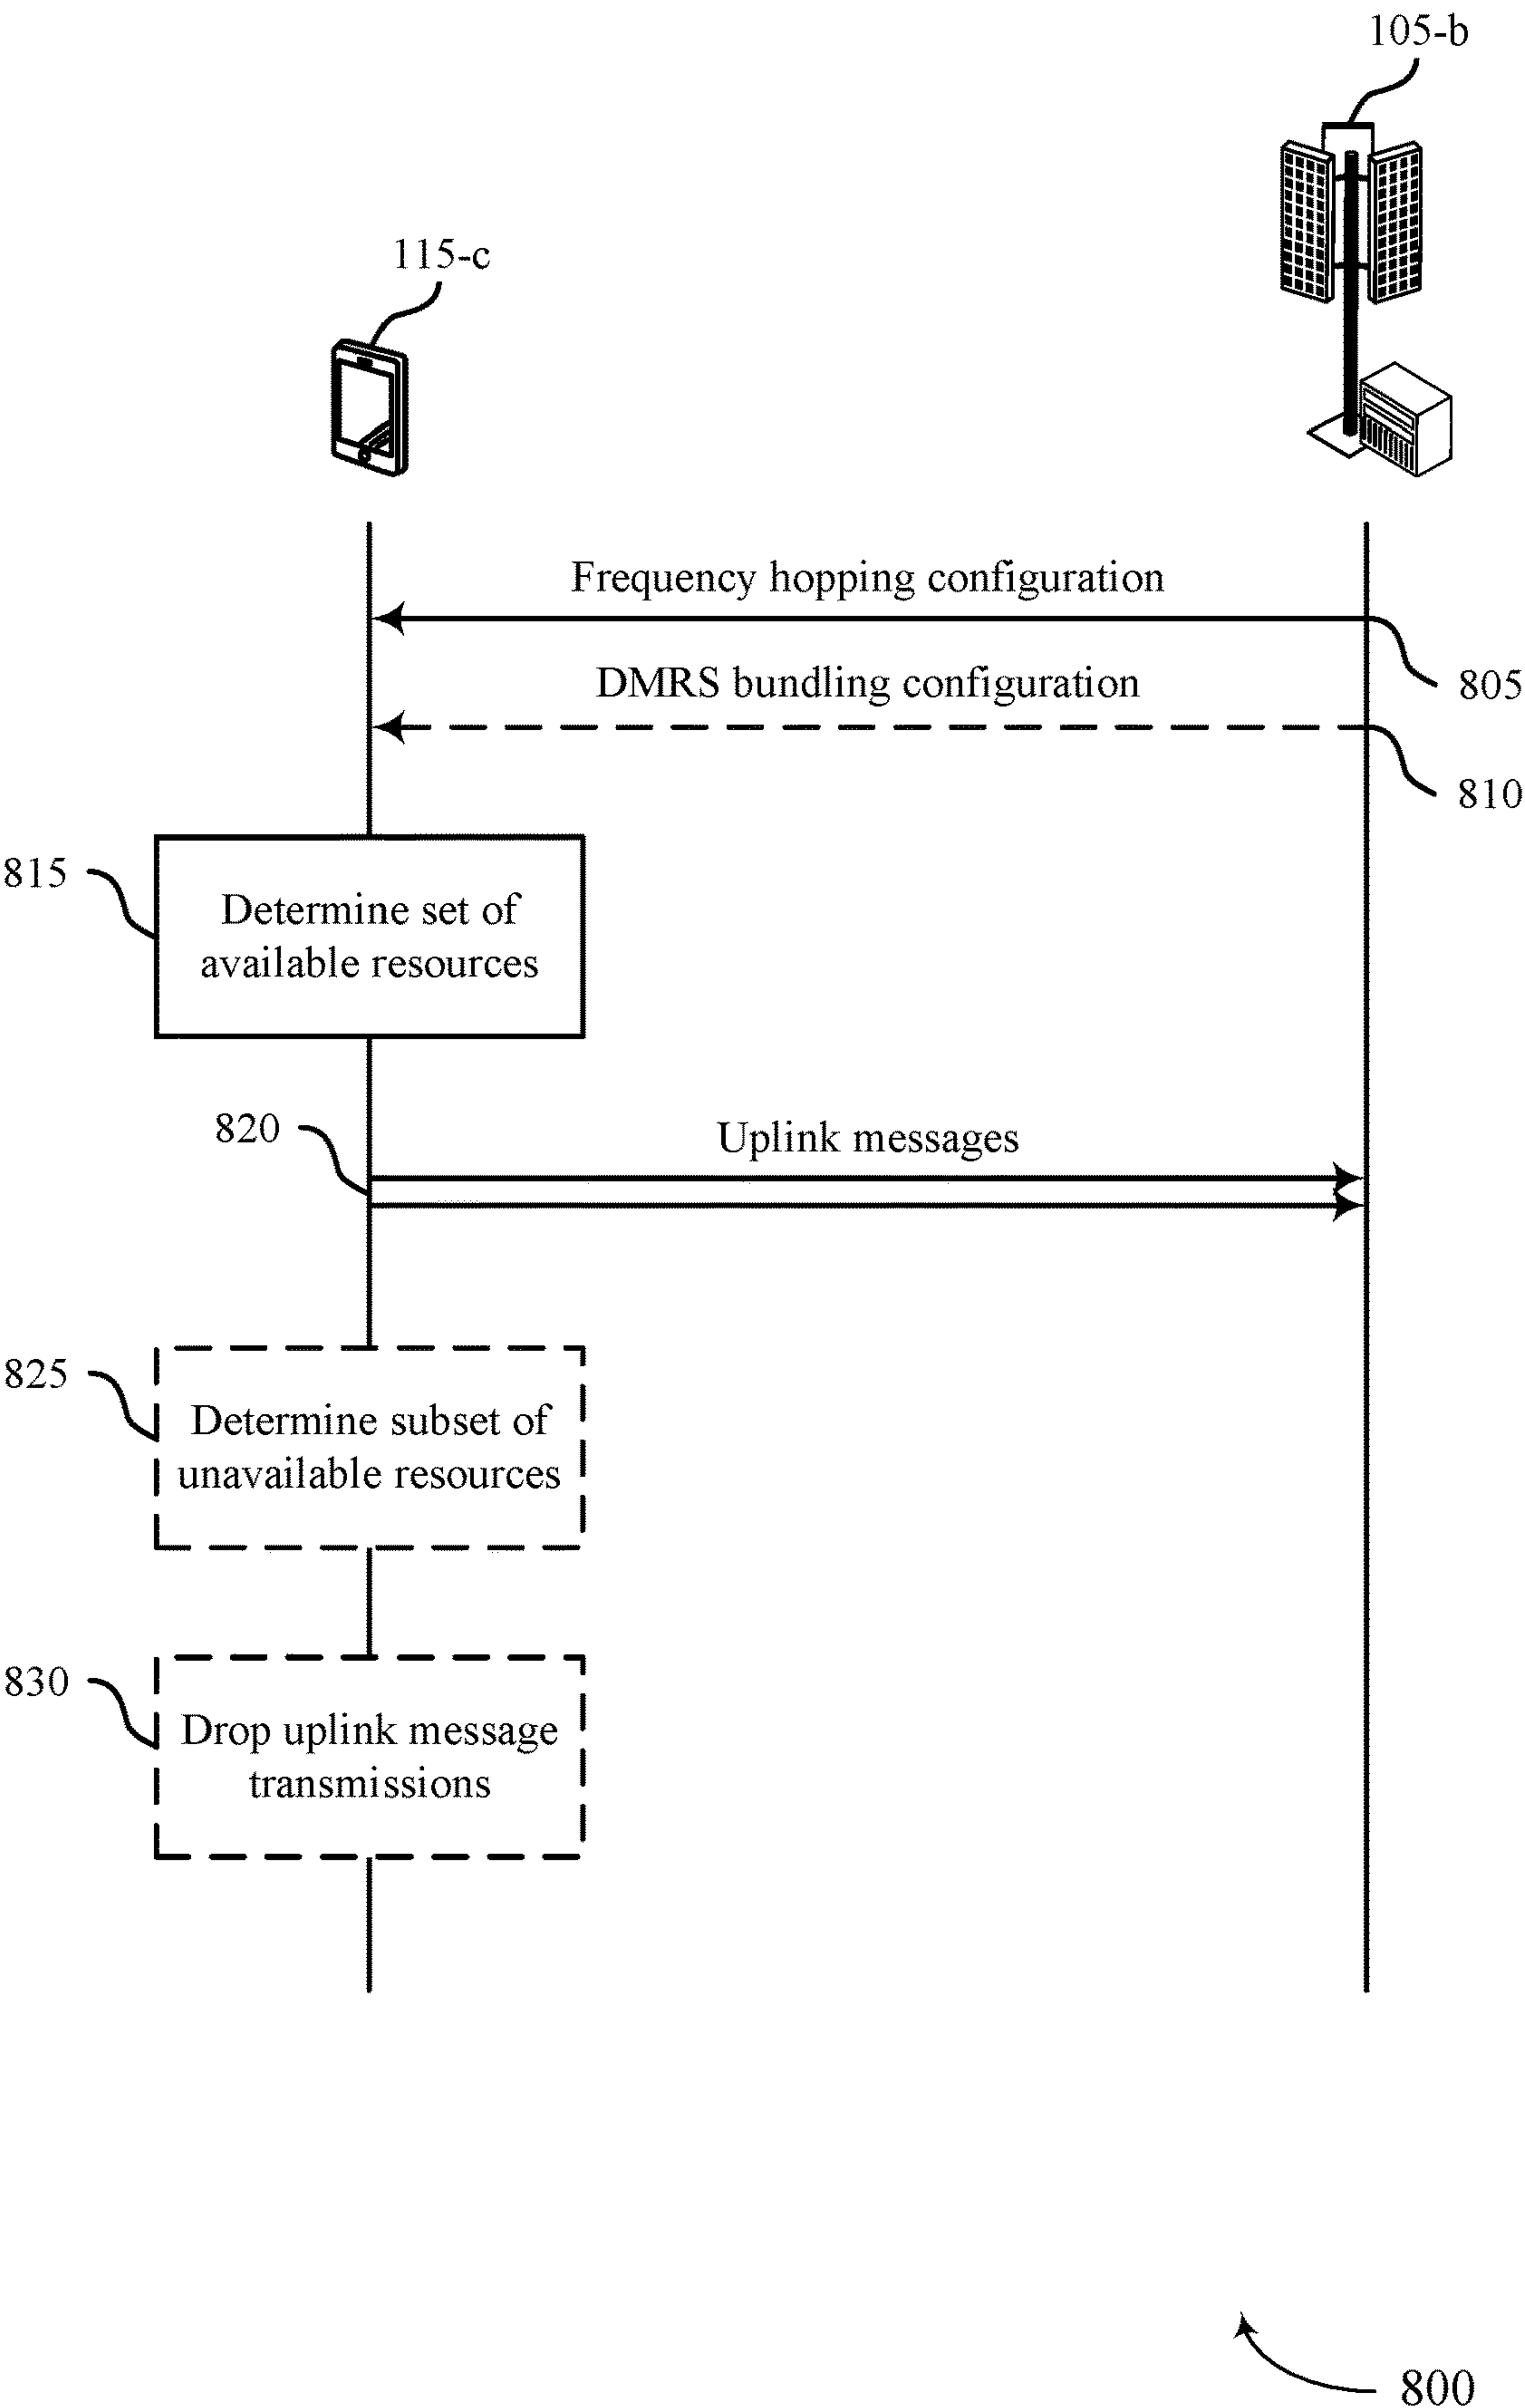 105-b
115-c
Frequency hopping configuration
805
DMRS bundling configuration
810
815
Determine set of
available resources
820
Uplink messages
825
Determine subset of
unavailable resources
830
Drop uplink message
transmissions
800